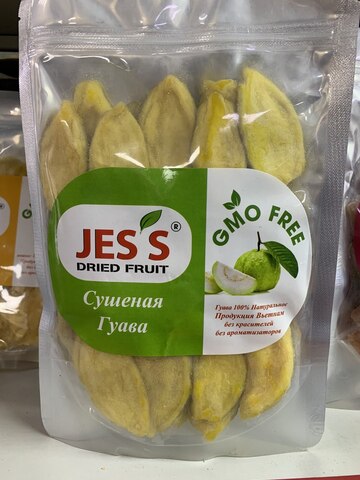 JES'S®
DRIED FRUIT
Сушеная
Гуава
GMO FREE
Гуава 100% Натуральное
Продукция Вьетнам
без красителей
без ароматизаторов